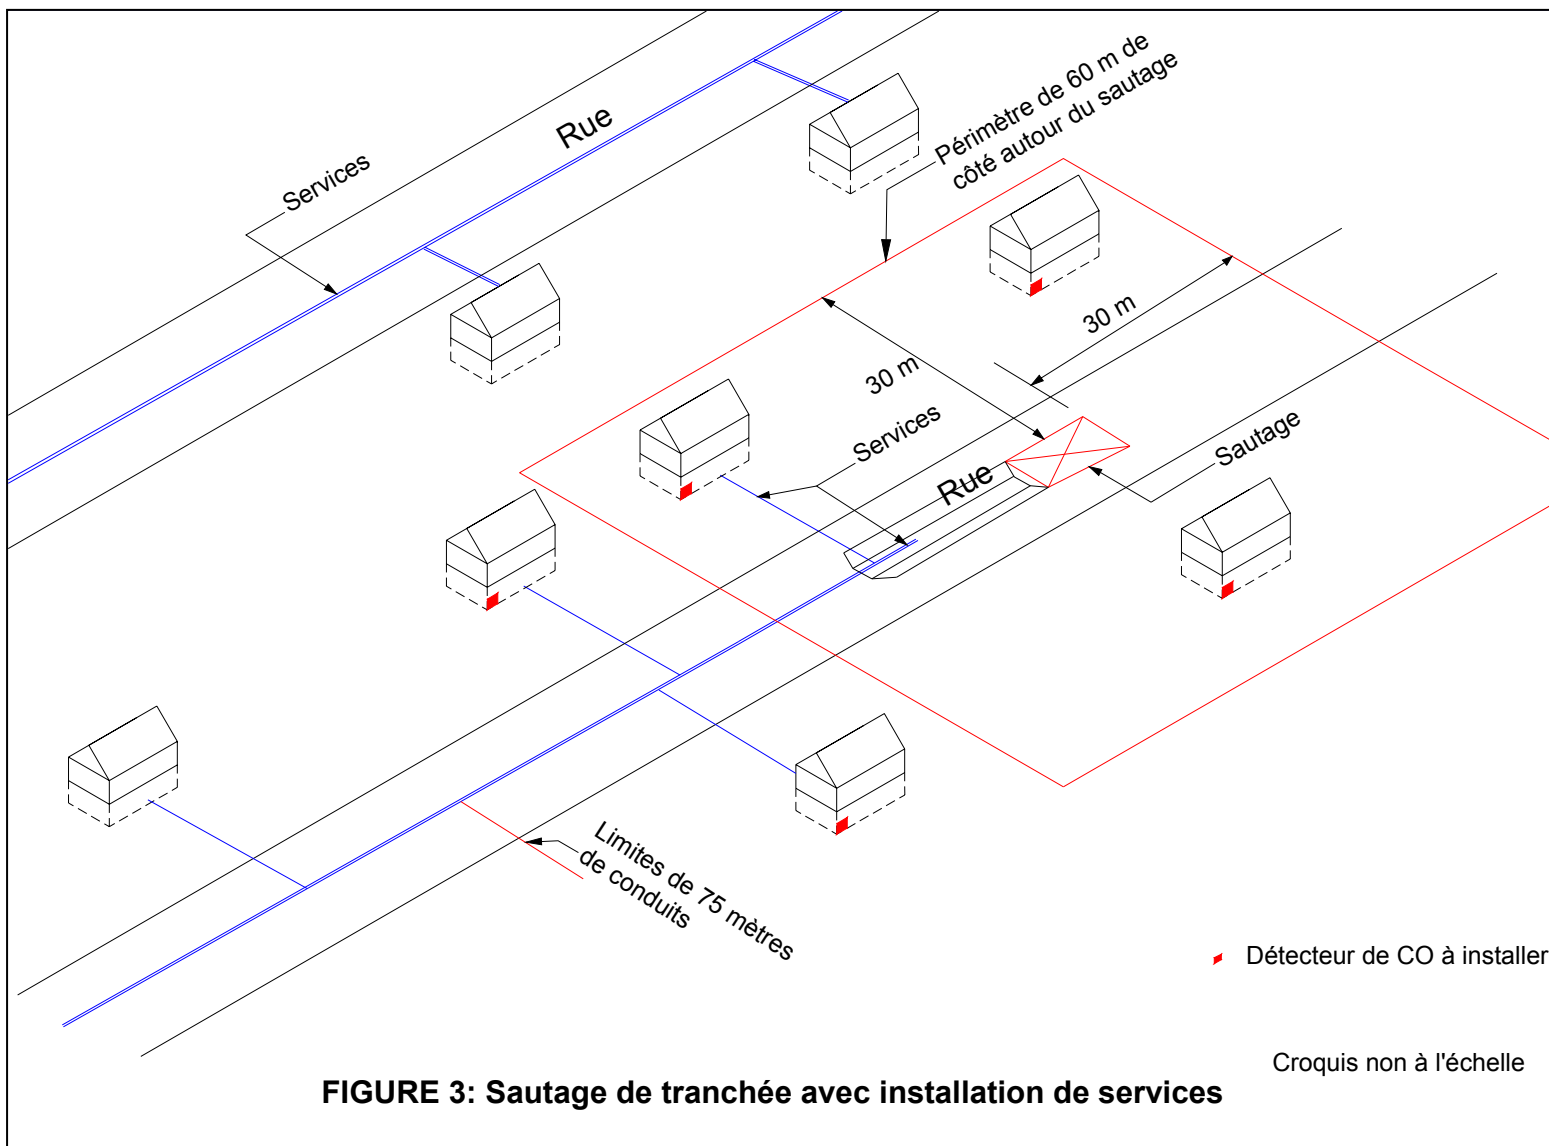 Périmètre de 60 m de
côté autour du sautage
Rue
Services
30 m
30 m
Services
Sautage
Rue
Limites de 75 mètres
de conduits
Détecteur de CO à installer
Croquis non à l'échelle
FIGURE 3: Sautage de tranchée avec installation de services